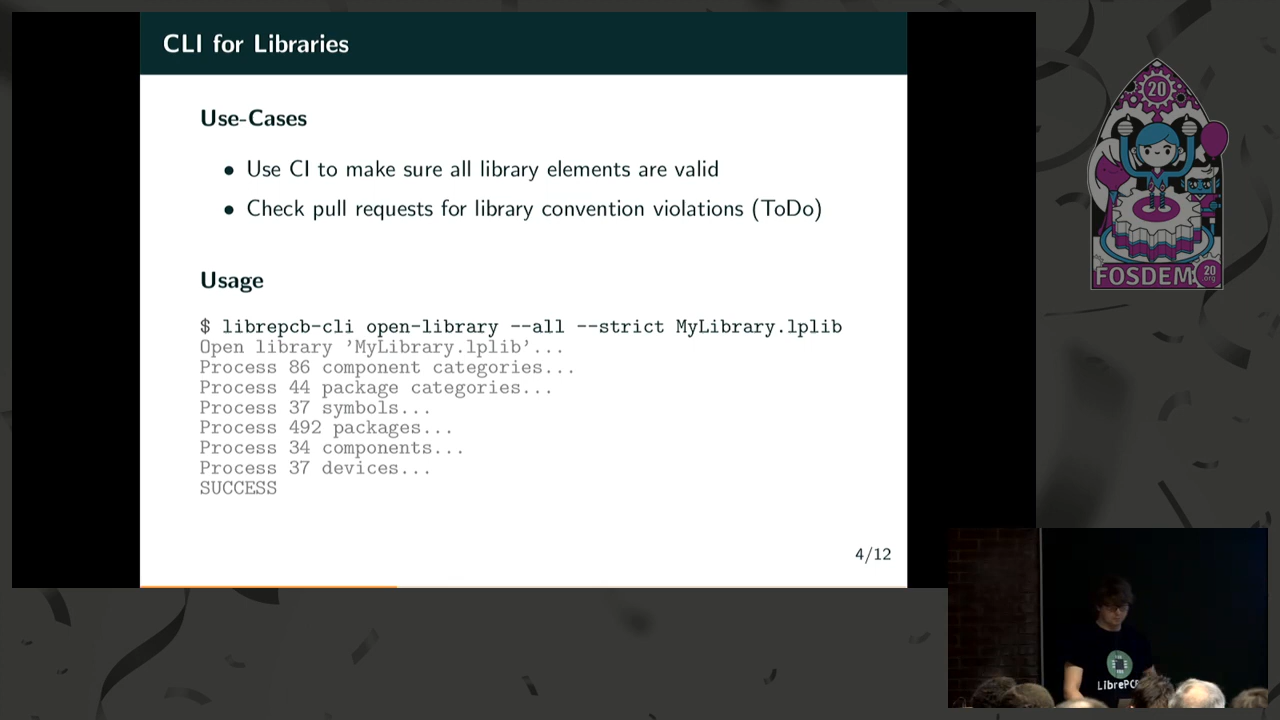 CLI for Libraries
Use-Cases
• Use CI to make sure all library elements are valid
• Check pull requests for library convention violations (ToDo)
Usage
$ librepcb-cli open-library --all --strict MyLibrary.lplib
Open library 'MyLibrary.lplib'...
Process 86 component categories...
Process 44 package categories...
Process 37 symbols...
Process 492 packages...
Process 34 components...
Process 37 devices...
SUCCESS
4/12
20
FOSDEM
20
.org
LibrePCB